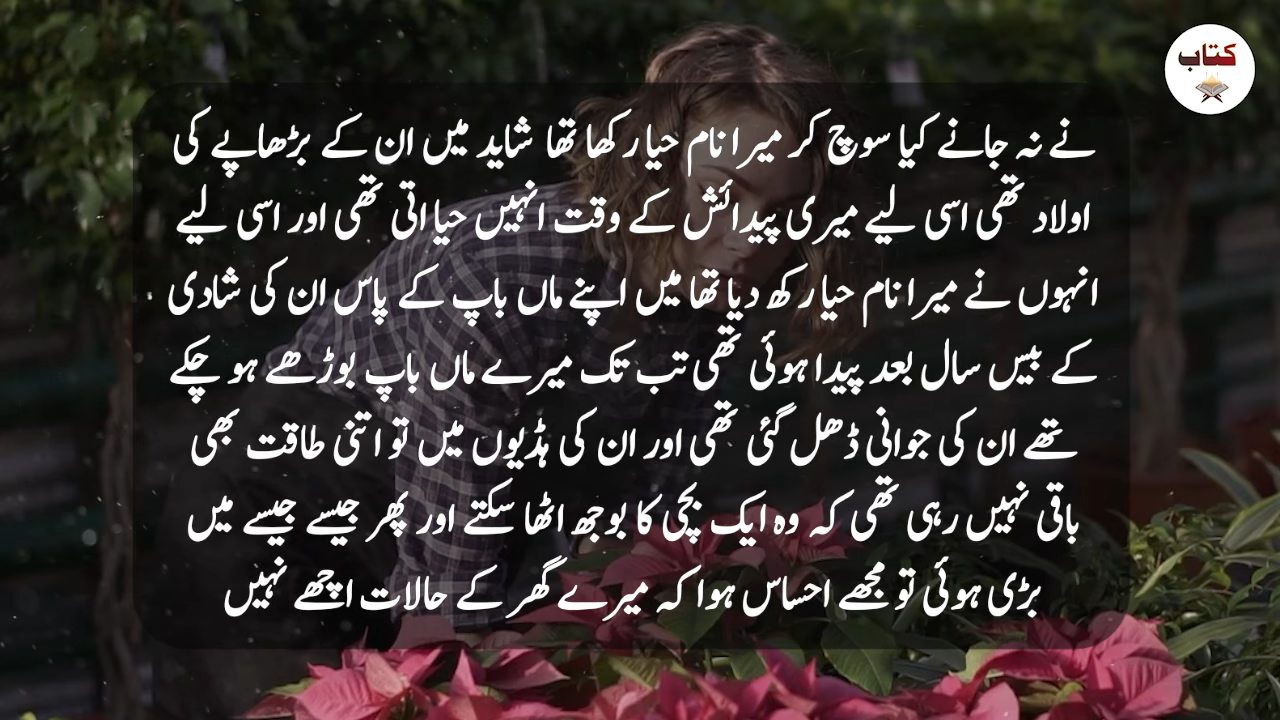 کتاب
نے نہ جانے کیا سوچ کر میرا نام حیا رکھا تھا شاید میں ان کے بڑھاپے کی
اولاد تھی اسی لیے میری پیدائش کے وقت انہیں حیا اتی تھی اور اسی لیے
انہوں نے میرا نام حیا رکھ دیا تھا میں اپنے ماں باپ کے پاس ان کی شادی
کے بیس سال بعد پیدا ہوئی تھی تب تک میرے ماں باپ بوڑھے ہو چکے
تھے ان کی جوانی ڈھل گئی تھی اور ان کی ہڈیوں میں تو اتنی طاقت بھی
باقی نہیں رہی تھی کہ وہ ایک بچی کا بوجھ اٹھا سکتے اور پھر جیسے جیسے میں
بڑی ہوئی تو مجھے احساس ہوا کہ میرے گھر کے حالات اچھے نہیں